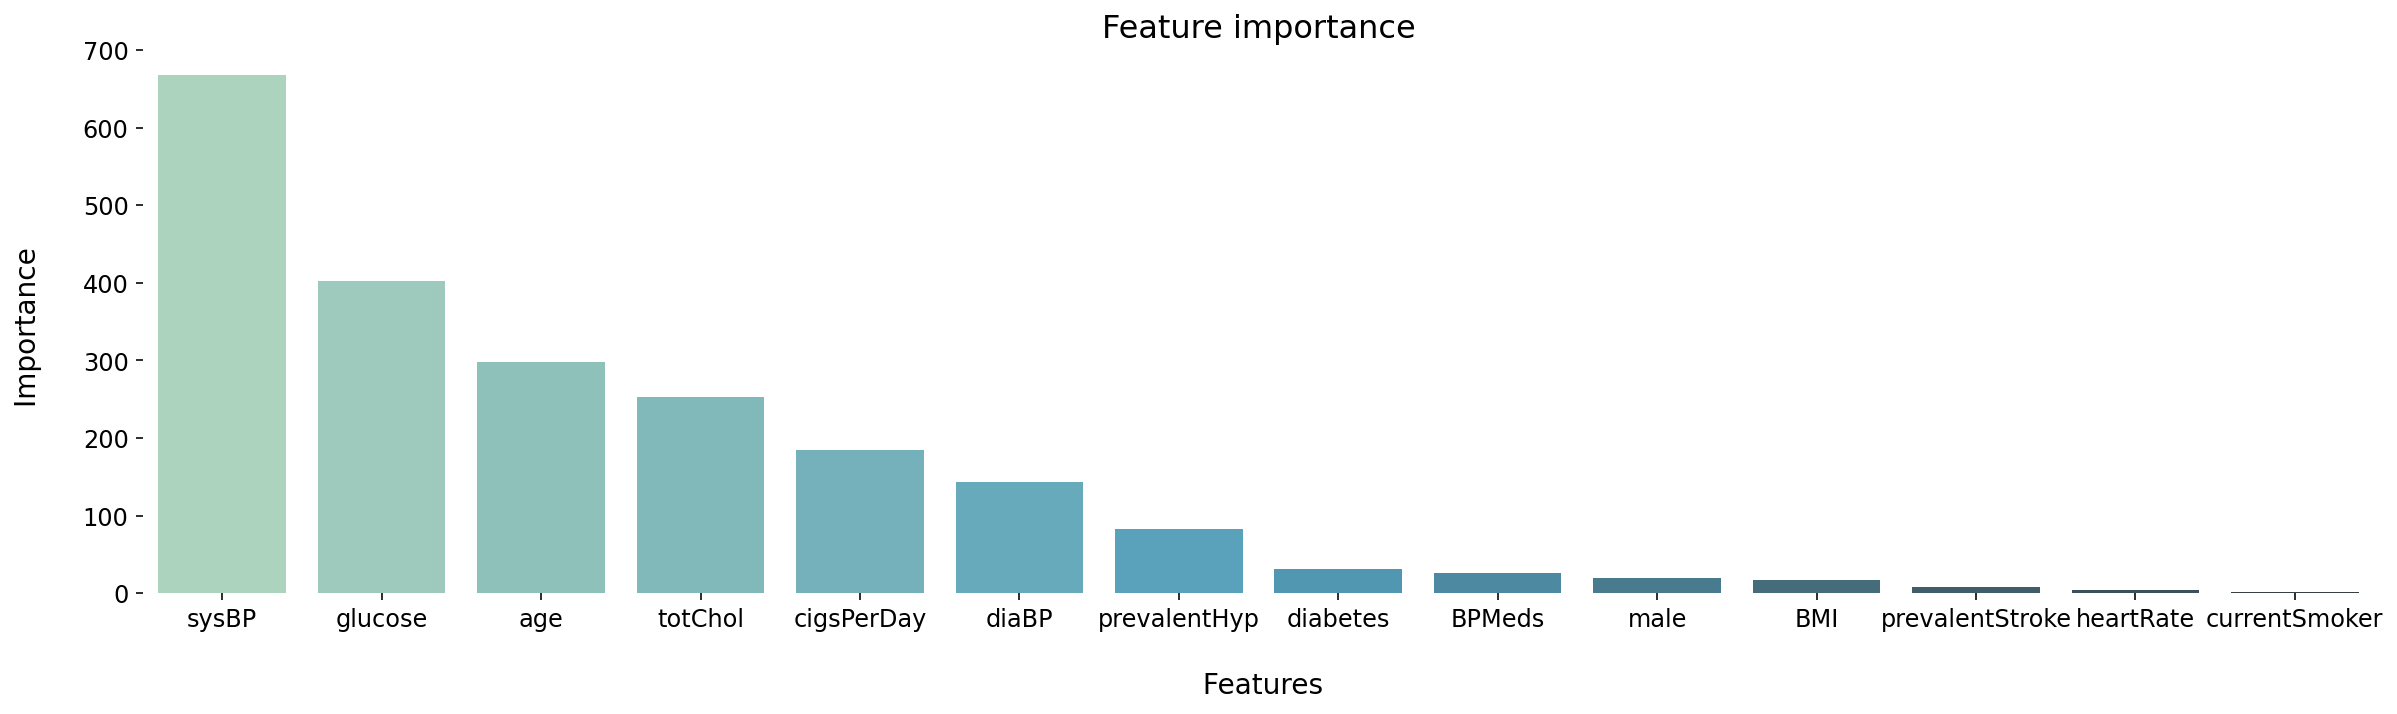 Feature importance
700
600
500
400
300
200
100
0
Importance
sysBP glucose age totChol cigsPerDay diaBP prevalentHyp diabetes BPMeds male BMI prevalentStroke heartRate currentSmoker
Features